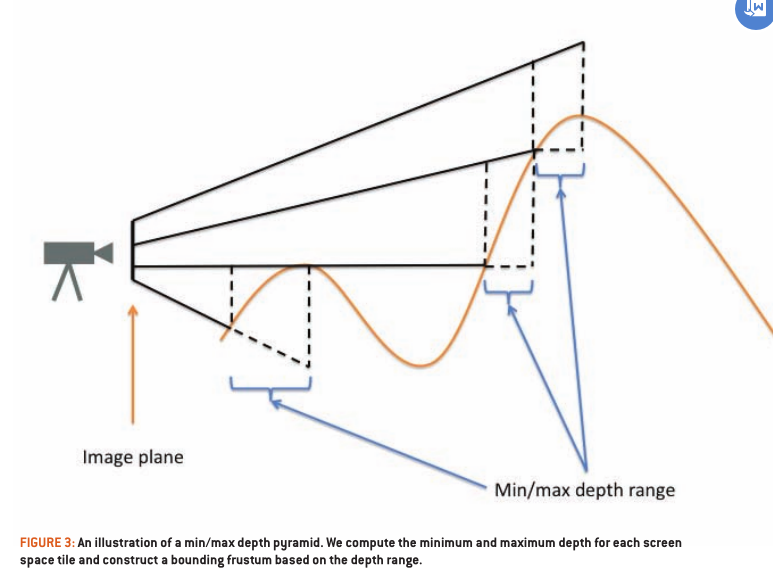 Image plane
Min/max depth range
FIGURE 3: An illustration of a min/max depth pyramid. We compute the minimum and maximum depth for each screen
space tile and construct a bounding frustum based on the depth range.